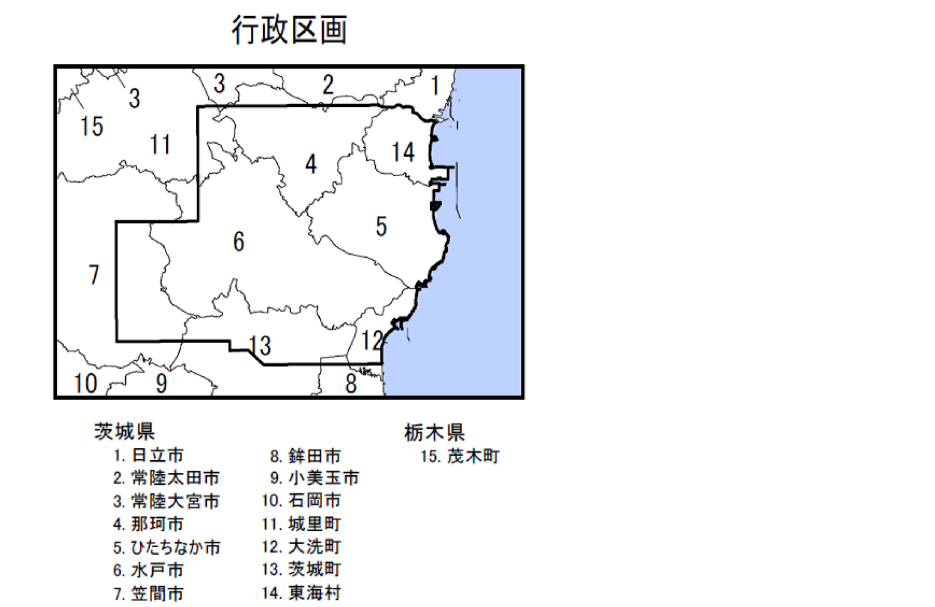 行政区画
3
2
1
3
15
11
4
14
5
6
7
13
12
10
9
8
茨城県
1. 日立市
2. 常陸太田市
3. 常陸大宮市
4. 那珂市
5. ひたちなか市
6. 水戸市
7. 笠間市
8. 鉾田市
9. 小美玉市
10. 石岡市
11. 城里町
12. 大洗町
13. 茨城町
14. 東海村
栃木県
15. 茂木町